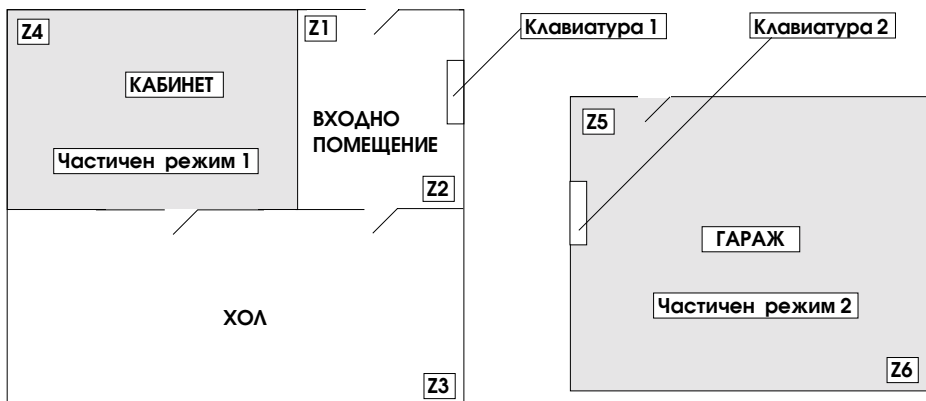 Z4
Z1
Клавиатура 1
Клавиатура 2
КАБИНЕТ
ВХОДНО
ПОМЕЩЕНИЕ
Z5
Частичен режим 1
Z2
ГАРАЖ
ХОЛ
Частичен режим 2
Z3
Z6